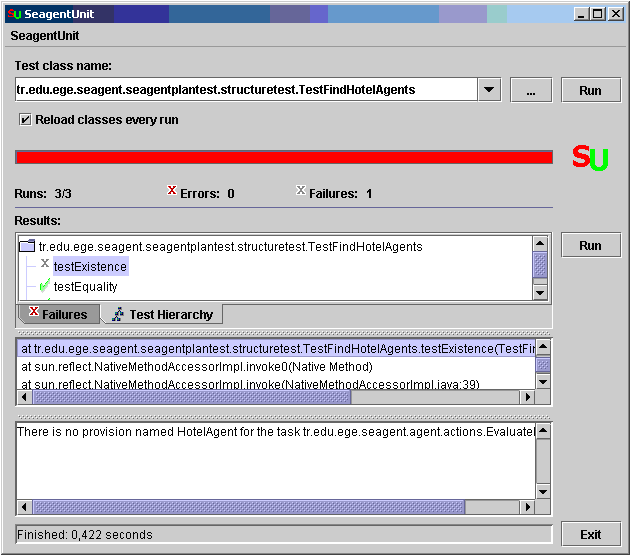 SU SeagentUnit
SeagentUnit
Test class name:
tr.edu.ege.seagent.seagentplantest.structuretest.TestFindHotelAgents
...
Run
Reload classes every run
SU
Runs: 3/3
X Errors: 0
X Failures: 1
Results:
tr.edu.ege.seagent.seagentplantest.structuretest.TestFindHotelAgents
Run
X testExistence
testEquality
X Failures
Test Hierarchy
at tr.edu.ege.seagent.seagentplantest.structuretest.TestFindHotelAgents.testExistence(TestFin
at sun.reflect.NativeMethodAccessorImpl.invoke0(Native Method)
at sun.reflect.NativeMethodAccessorImpl.invoke(NativeMethodAccessorImpl.java:39)
There is no provision named HotelAgent for the task tr.edu.ege.seagent.agent.actions.Evaluate
Finished: 0,422 seconds
Exit